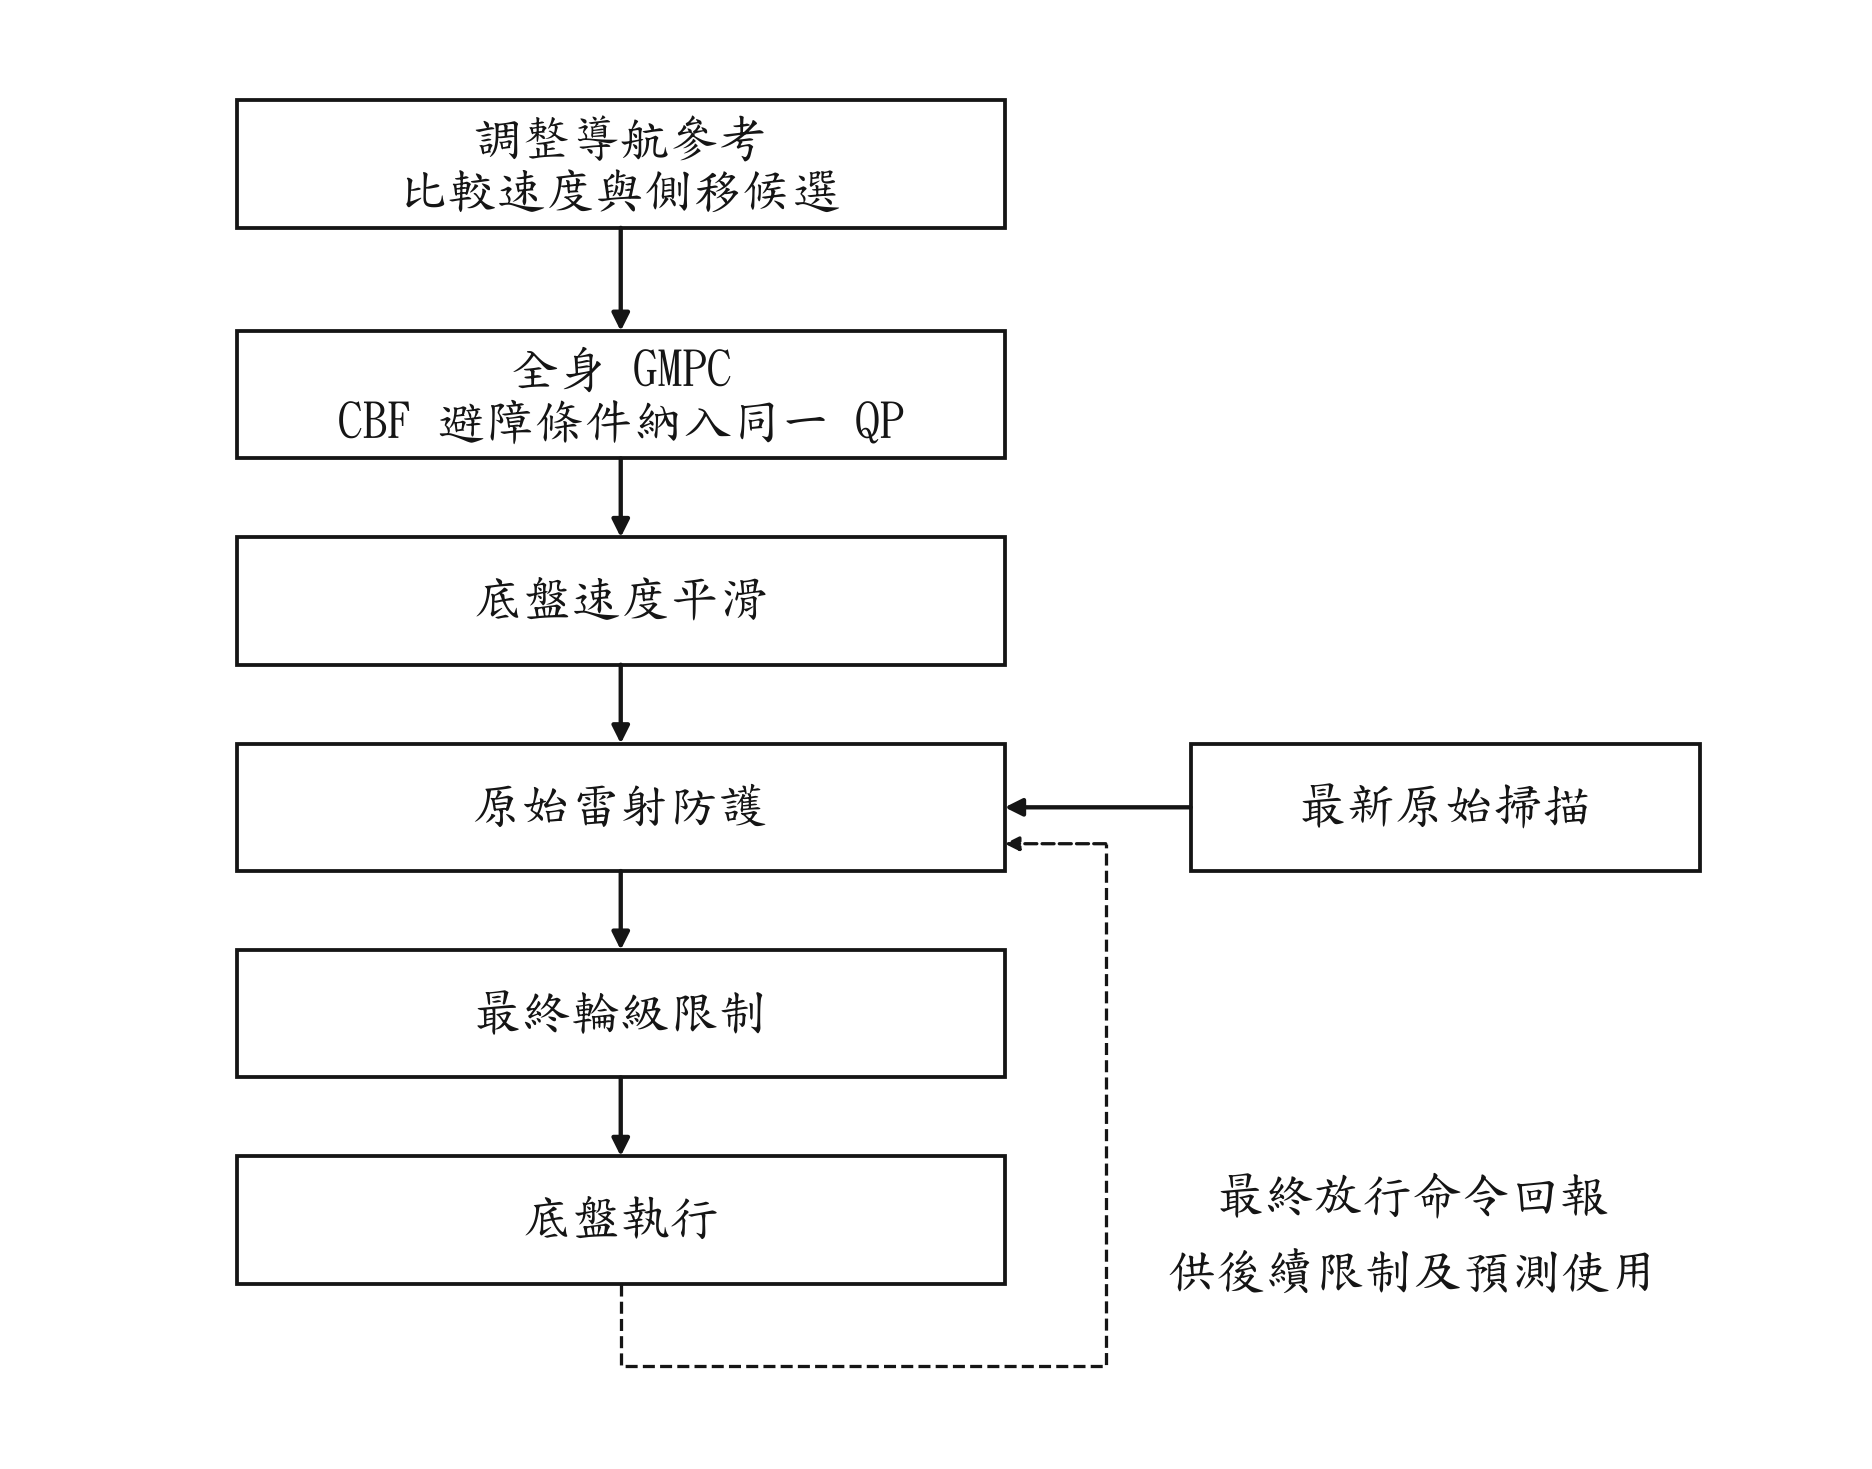 調整導航參考
比較速度與側移候選
全身 GMPC
CBF 避障條件納入同一 QP
底盤速度平滑
原始雷射防護
最新原始掃描
最終輪級限制
底盤執行
最終放行命令回報
供後續限制及預測使用